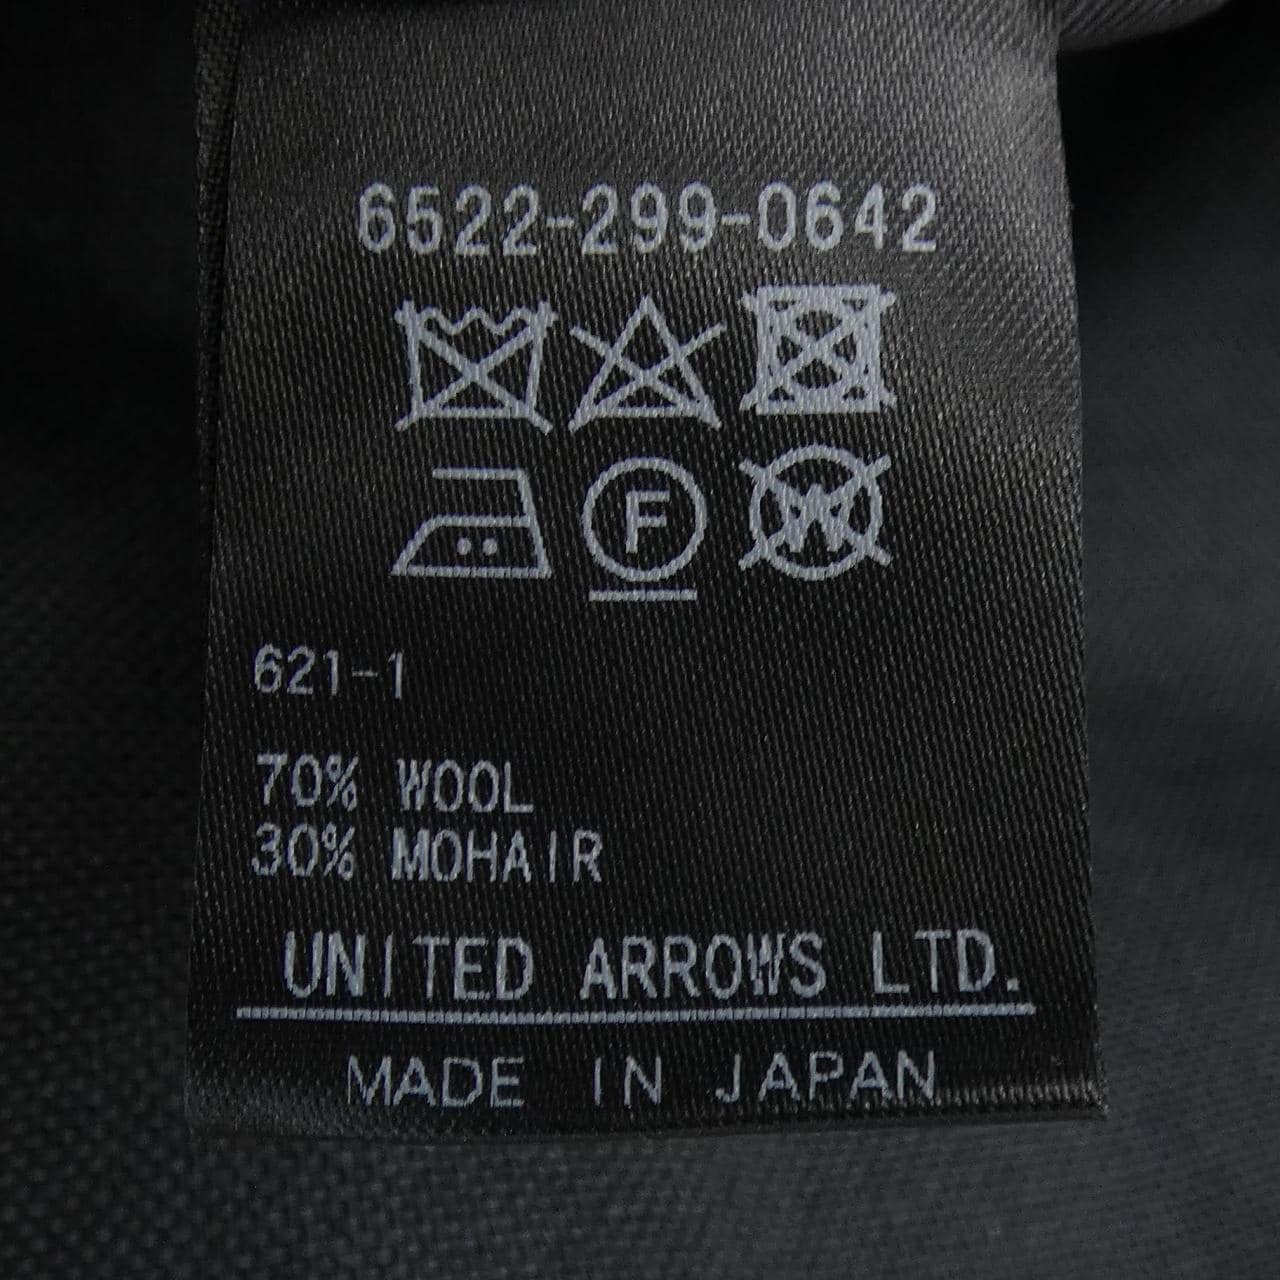 6522-299-0642
F W
621-1
70% WOOL
30% MOHAIR
UNITED ARROWS LTD.
MADE IN JAPAN